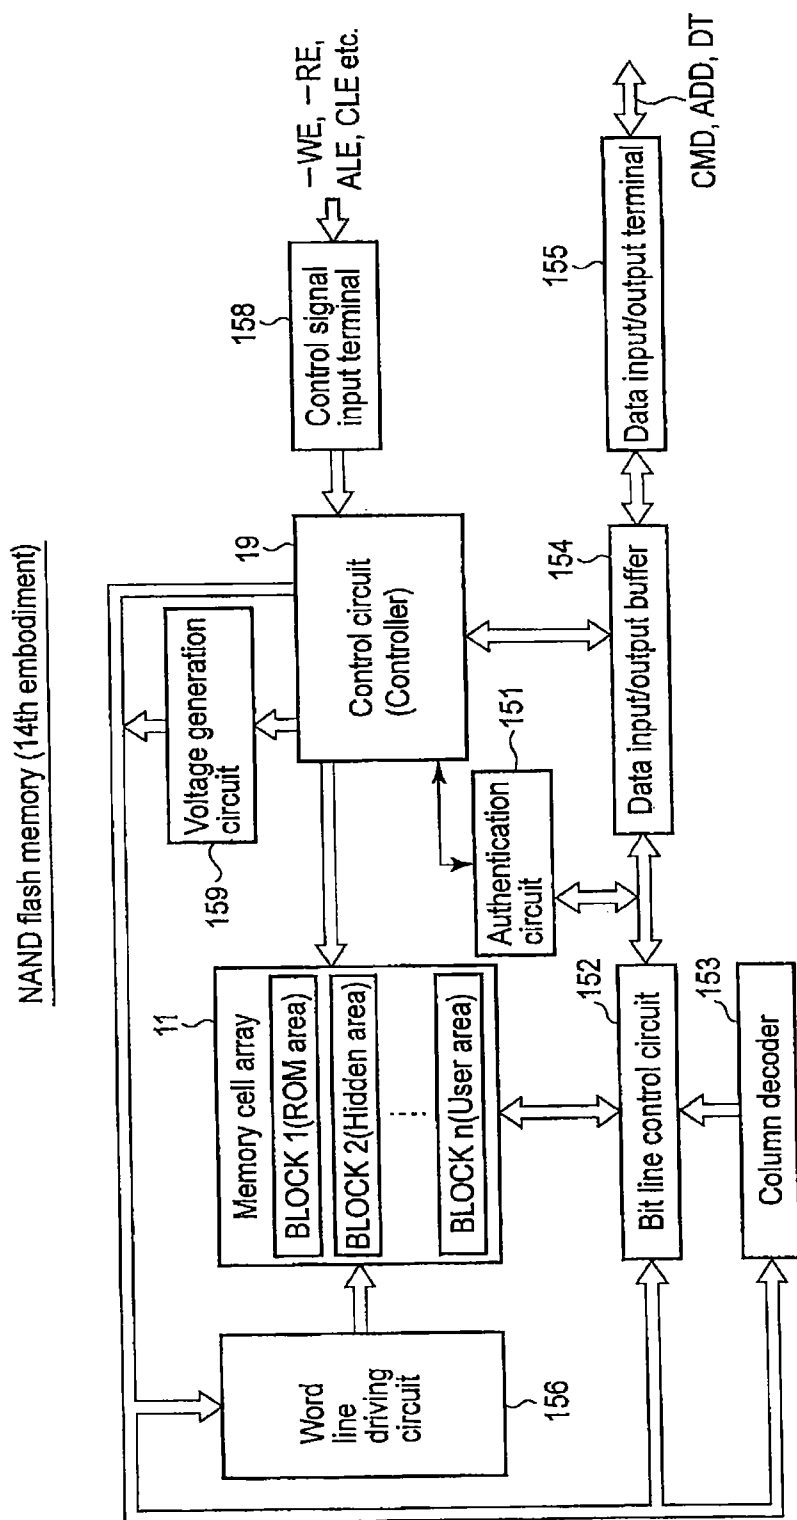 NAND flash memory (14th embodiment)
11
Memory cell array
BLOCK 1(ROM area)
BLOCK 2(Hidden area)
BLOCK n(User area)
Word
line
driving
circuit
156
Voltage generation
circuit
159
19
Control circuit
(Controller)
158
Control signal
input terminal
—WE, —RE,
ALE, CLE etc.
151
Authentication
circuit
152
Bit line control circuit
153
Column decoder
154
Data input/output buffer
155
Data input/output terminal
CMD, ADD, DT